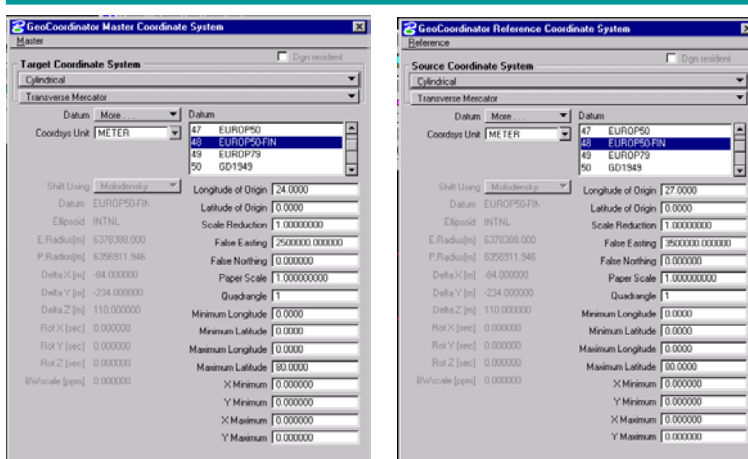 GeoCoordinator Master Coordinate System
Master
Dgn resident
Target Coordinate System
Cylindrical
Transverse Mercator
Datum More . . . Datum
Coordsys Unit METER
47 EUROP50
48 EUROP50-FIN
49 EUROP79
50 GD1949
Shift Using Molodensky
Datum EUROP50-FIN
Ellipsoid INTNL
E.Radius[m] 6378388.000
P.Radius[m] 6356911.946
Delta X [m] -84.000000
Delta Y [m] -234.000000
Delta Z [m] 110.000000
Rot X [sec] 0.000000
Rot Y [sec] 0.000000
Rot Z [sec] 0.000000
BWscale [ppm] 0.000000
Longitude of Origin 24.0000
Latitude of Origin 0.0000
Scale Reduction 1.00000000
False Easting 2500000.000000
False Northing 0.000000
Paper Scale 1.000000000
Quadrangle 1
Minimum Longitude 0.0000
Minimum Latitude 0.0000
Maximum Longitude 0.0000
Maximum Latitude 80.0000
X Minimum 0.000000
Y Minimum 0.000000
X Maximum 0.000000
Y Maximum 0.000000
GeoCoordinator Reference Coordinate System
Reference
Dgn resident
Source Coordinate System
Cylindrical
Transverse Mercator
Datum More . . . Datum
Coordsys Unit METER
47 EUROP50
48 EUROP50-FIN
49 EUROP79
50 GD1949
Shift Using Molodensky
Datum EUROP50-FIN
Ellipsoid INTNL
E.Radius[m] 6378388.000
P.Radius[m] 6356911.946
Delta X [m] -84.000000
Delta Y [m] -234.000000
Delta Z [m] 110.000000
Rot X [sec] 0.000000
Rot Y [sec] 0.000000
Rot Z [sec] 0.000000
BWscale [ppm] 0.000000
Longitude of Origin 27.0000
Latitude of Origin 0.0000
Scale Reduction 1.00000000
False Easting 3500000.000000
False Northing 0.000000
Paper Scale 1.000000000
Quadrangle 1
Minimum Longitude 0.0000
Minimum Latitude 0.0000
Maximum Longitude 0.0000
Maximum Latitude 80.0000
X Minimum 0.000000
Y Minimum 0.000000
X Maximum 0.000000
Y Maximum 0.000000